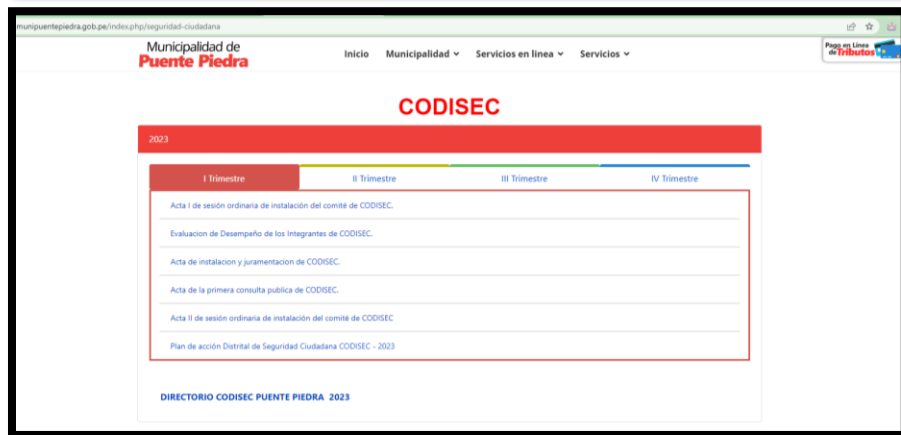 munipuentepiedra.gob.pe/index.php/seguridad-ciudadana
Municipalidad de
Puente Piedra
Inicio Municipalidad Servicios en linea Servicios
Pago en Línea
de Tributos
CODISEC
2023
I Trimestre II Trimestre III Trimestre IV Trimestre
Acta I de sesión ordinaria de instalación del comité de CODISEC.
Evaluacion de Desempeño de los Integrantes de CODISEC.
Acta de instalacion y juramentacion de CODISEC.
Acta de la primera consulta publica de CODISEC.
Acta II de sesión ordinaria de instalación del comité de CODISEC
Plan de acción Distrital de Seguridad Ciudadana CODISEC - 2023
DIRECTORIO CODISEC PUENTE PIEDRA 2023